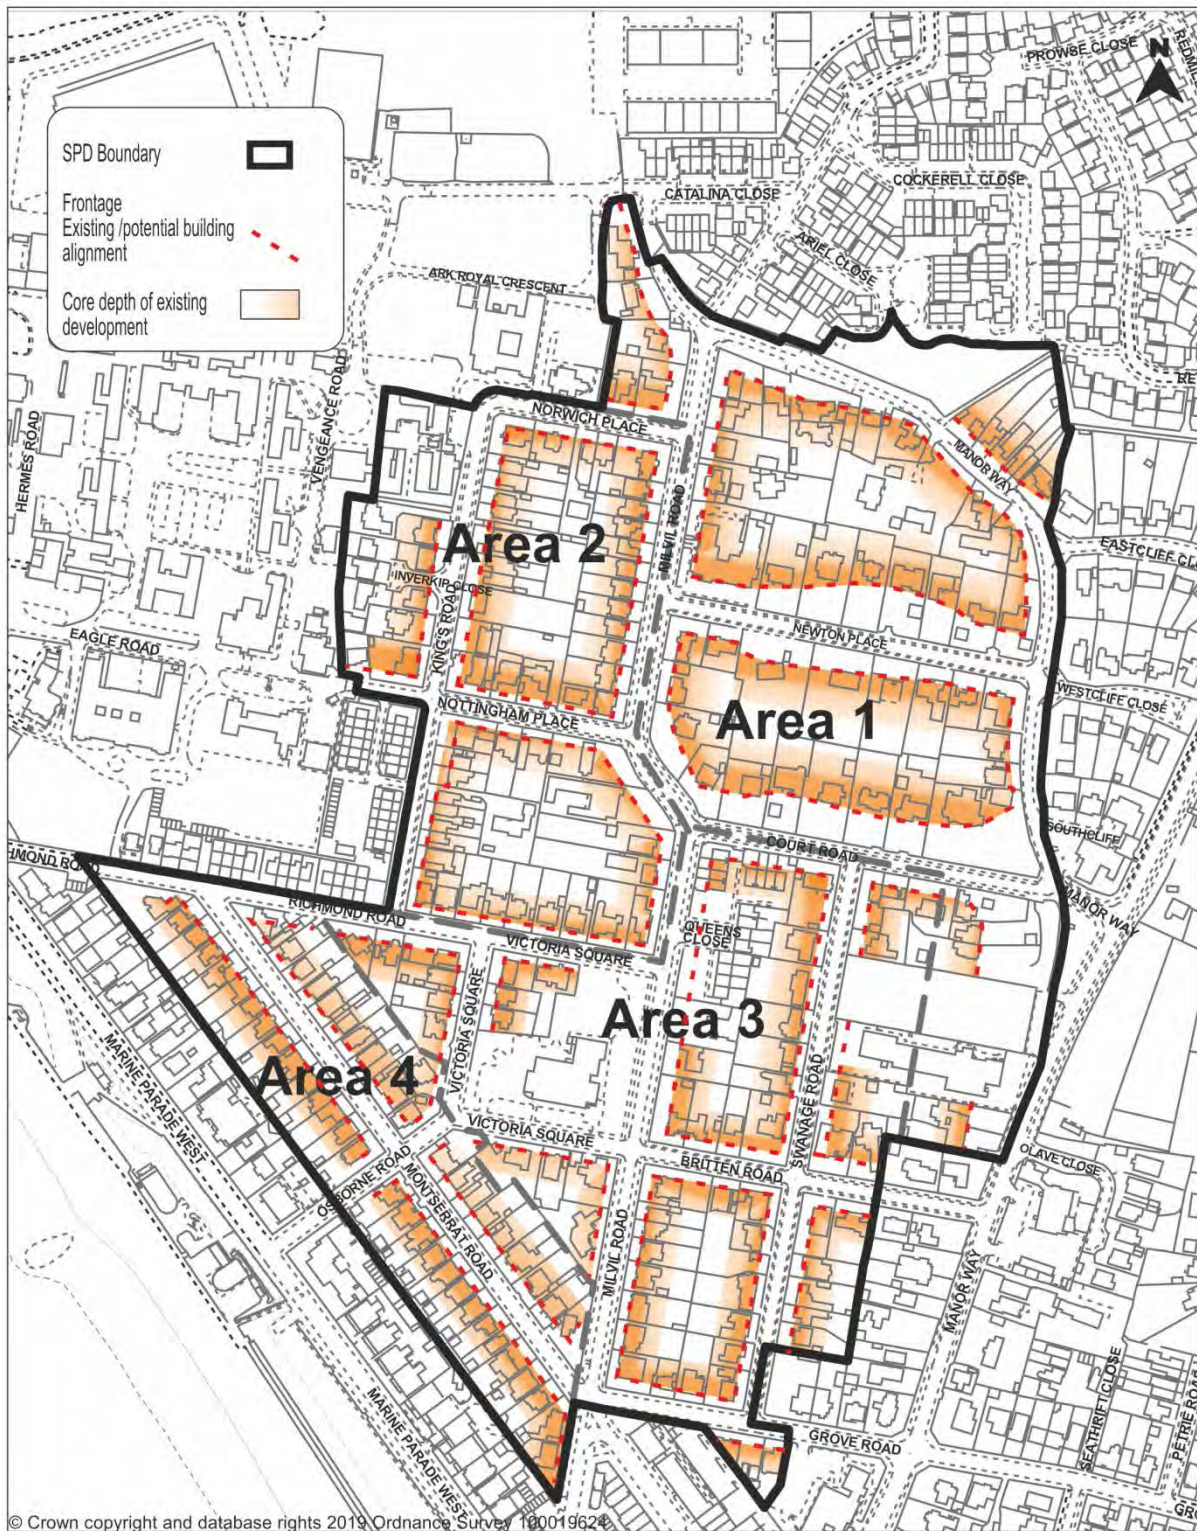 PROWSE CLOSE
N
SPD Boundary
Frontage
Existing /potential building
alignment
Core depth of existing
development
CATALINA CLOSE
COCKERELL CLOSE
ARIEL CLOSE
ARK ROYAL CRESCENT
NORWICH PLACE
HERMES ROAD
VENGEANCE ROAD
MANOR WAY
MILVIL ROAD
Area 2
INVERKIP CLOSE
KING'S ROAD
EAGLE ROAD
NEWTON PLACE
WESTCLIFF CLOSE
NOTTINGHAM PLACE
Area 1
SOUTHCLIFF
COURT ROAD
MANOR WAY
RICHMOND ROAD
VICTORIA SQUARE
QUEENS
CLOSE
VICTORIA SQUARE
Area 3
Area 4
MARINE PARADE WEST
SWANAGE ROAD
VICTORIA SQUARE
BRITTEN ROAD
OLAVE CLOSE
OSBORNE ROAD
MONTSERRAT ROAD
MILVIL ROAD
MANOR WAY
SEATHRIFT CLOSE
MARINE PARADE WEST
GROVE ROAD
© Crown copyright and database rights 2019 Ordnance Survey 100019624